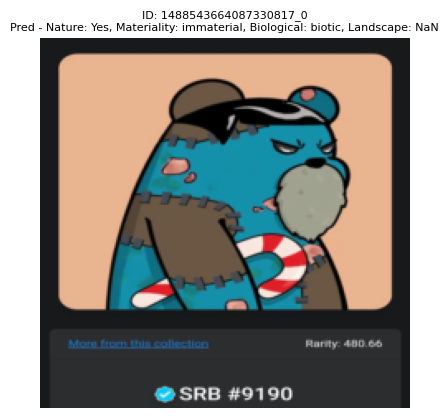 ID: 1488543664087330817_0
Pred - Nature: Yes, Materiality: immaterial, Biological: biotic, Landscape: NaN
More from this collection
Rarity: 480.66
SRB #9190